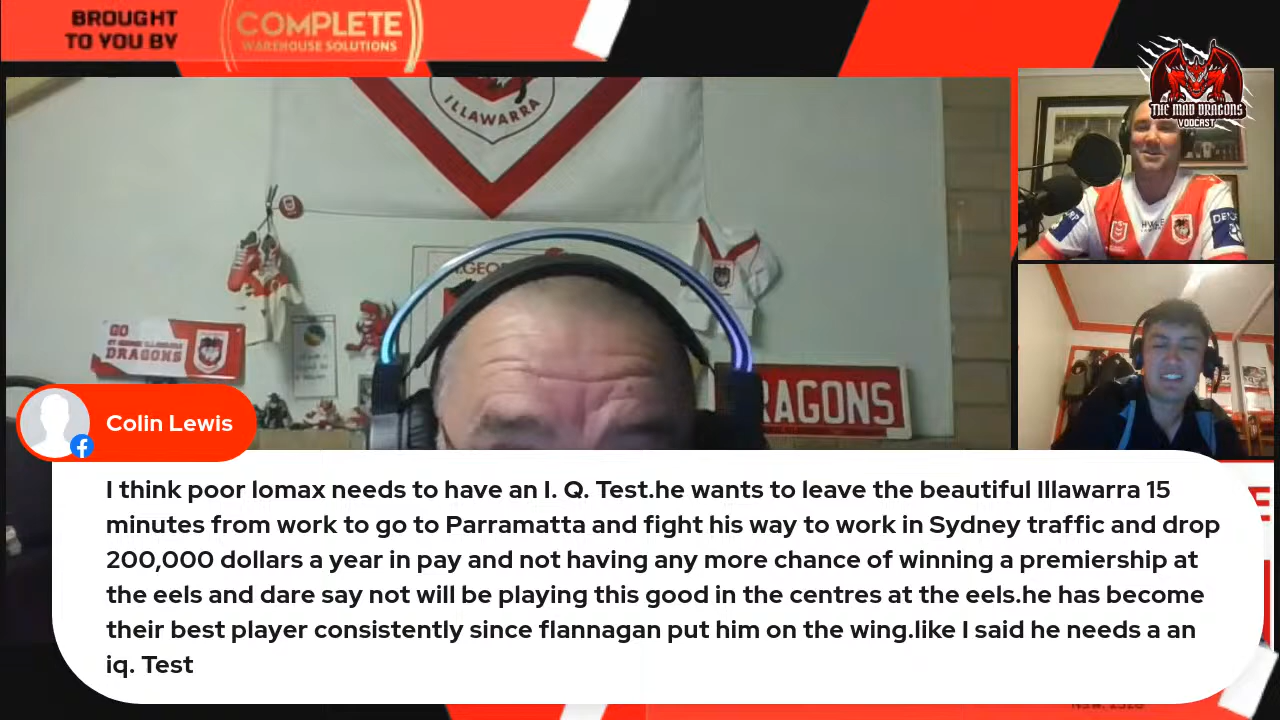 BROUGHT
TO YOU BY
COMPLETE
WAREHOUSE SOLUTIONS
THE MAD DRAGONS
VODCAST
ILLAWARRA
GO
ST GEORGE ILLAWARRA
DRAGONS
DRAGONS
Colin Lewis
I think poor lomax needs to have an I. Q. Test.he wants to leave the beautiful Illawarra 15
minutes from work to go to Parramatta and fight his way to work in Sydney traffic and drop
200,000 dollars a year in pay and not having any more chance of winning a premiership at
the eels and dare say not will be playing this good in the centres at the eels.he has become
their best player consistently since flannagan put him on the wing.like I said he needs a an
iq. Test